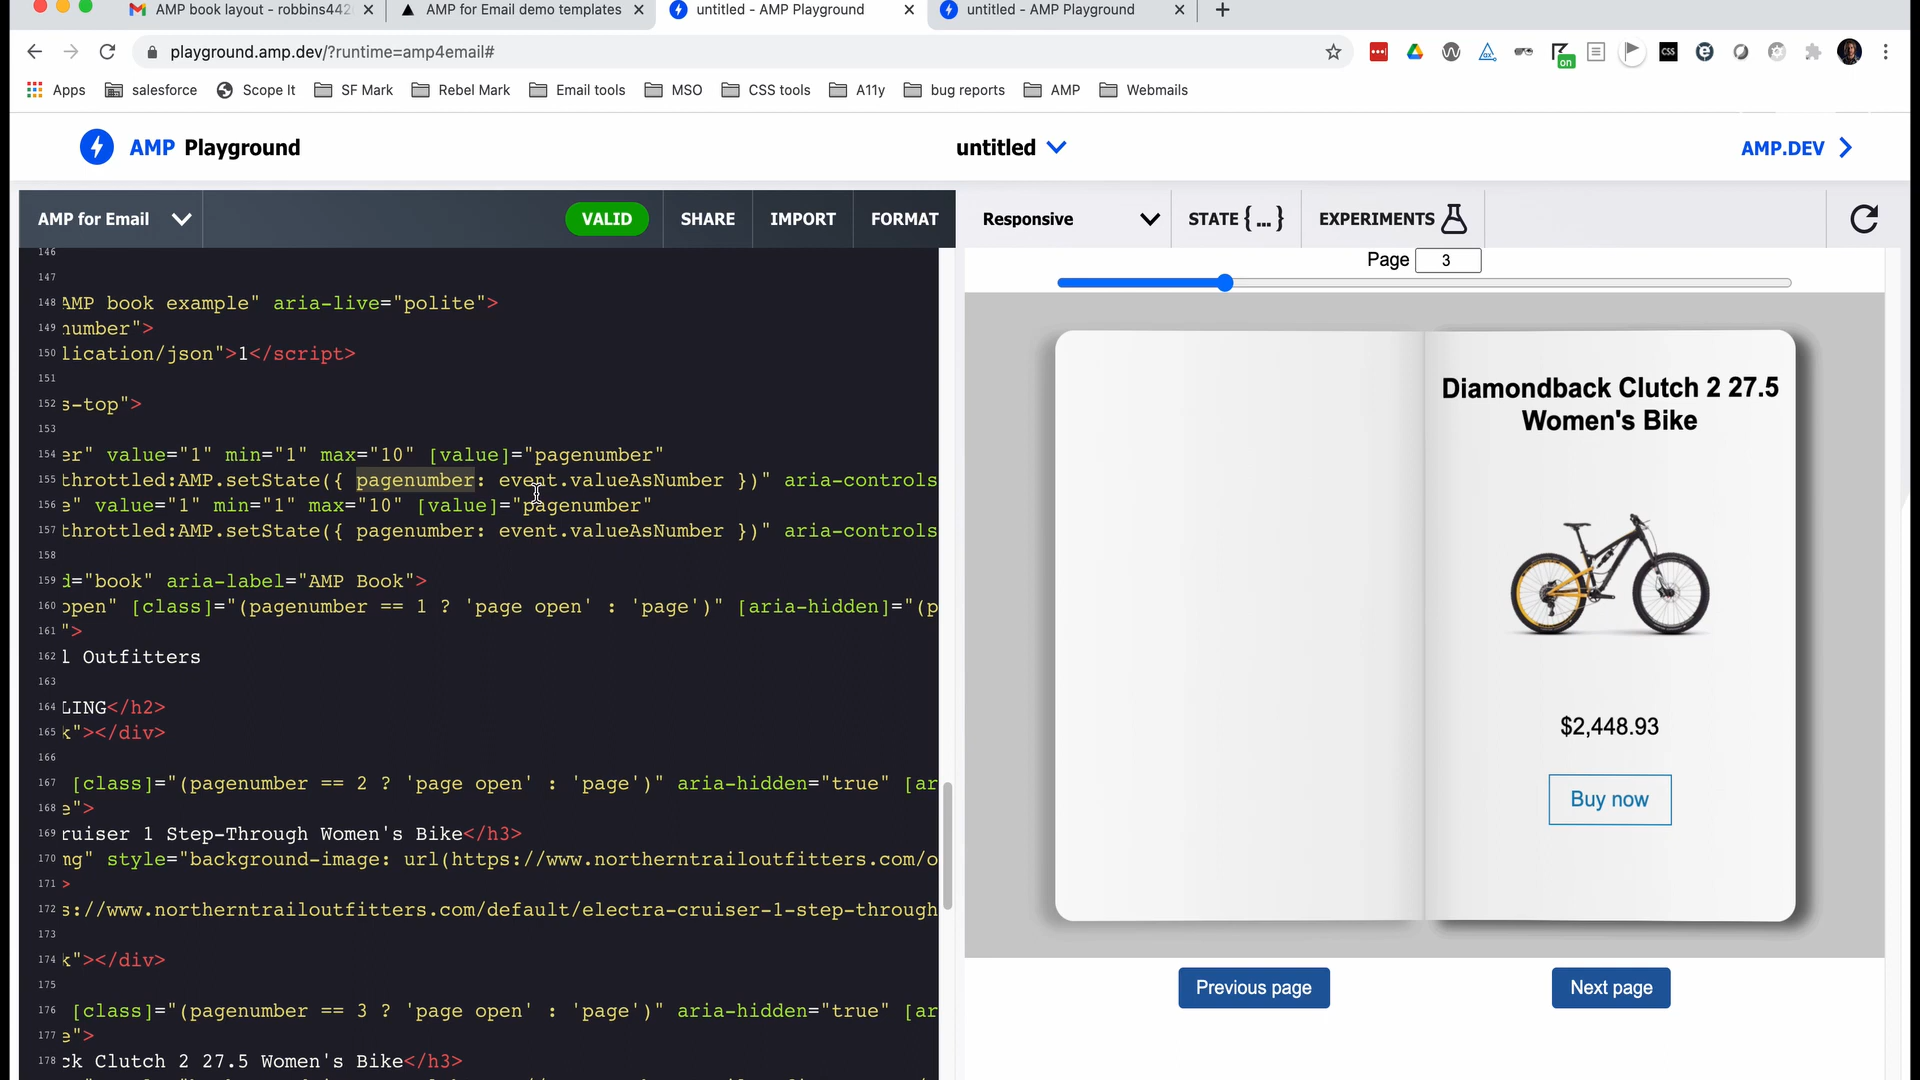 AMP book layout - robbins442
AMP for Email demo templates
untitled - AMP Playground
untitled - AMP Playground
playground.amp.dev/?runtime=amp4email#
on
CSS
Apps
salesforce
Scope It
SF Mark
Rebel Mark
Email tools
MSO
CSS tools
A11y
bug reports
AMP
Webmails
AMP Playground
untitled
AMP.DEV
AMP for Email
VALID
SHARE
IMPORT
FORMAT
Responsive
STATE {...}
EXPERIMENTS
146
147
148 AMP book example" aria-live="polite">
149 number">
150 lication/json">1</script>
151
152 s-top">
153
154 er" value="1" min="1" max="10" [value]="pagenumber"
155 throttled:AMP.setState({ pagenumber: event.valueAsNumber })" aria-controls
156 e" value="1" min="1" max="10" [value]="pagenumber"
157 throttled:AMP.setState({ pagenumber: event.valueAsNumber })" aria-controls
158
159 d="book" aria-label="AMP Book">
160 open" [class]="(pagenumber == 1 ? 'page open' : 'page')" [aria-hidden]="(p
161 ">
162 l Outfitters
163
164 LING</h2>
165 k"></div>
166
167 [class]="(pagenumber == 2 ? 'page open' : 'page')" aria-hidden="true" [ar
168 e">
169 ruiser 1 Step-Through Women's Bike</h3>
170 mg" style="background-image: url(https://www.northerntrailoutfitters.com/o
171 >
172 s://www.northerntrailoutfitters.com/default/electra-cruiser-1-step-through
173
174 k"></div>
175
176 [class]="(pagenumber == 3 ? 'page open' : 'page')" aria-hidden="true" [ar
177 e">
178 ck Clutch 2 27.5 Women's Bike</h3>
Page 3
Diamondback Clutch 2 27.5
Women's Bike
$2,448.93
Buy now
Previous page
Next page